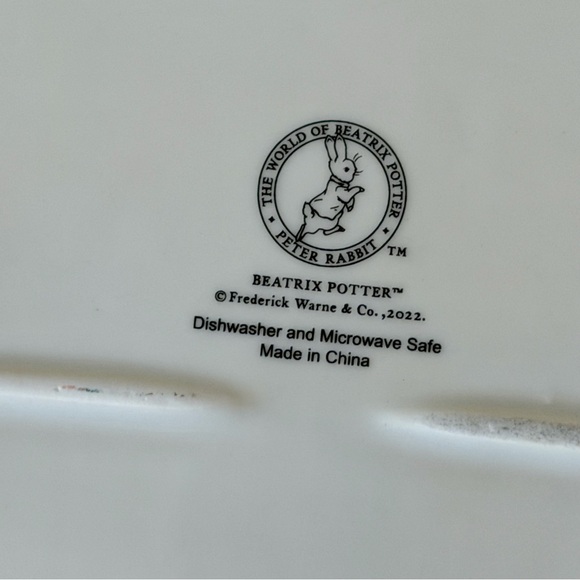 THE WORLD OF BEATRIX POTTER
PETER RABBIT
TM
BEATRIX POTTER™
©Frederick Warne & Co.,2022.
Dishwasher and Microwave Safe
Made in China